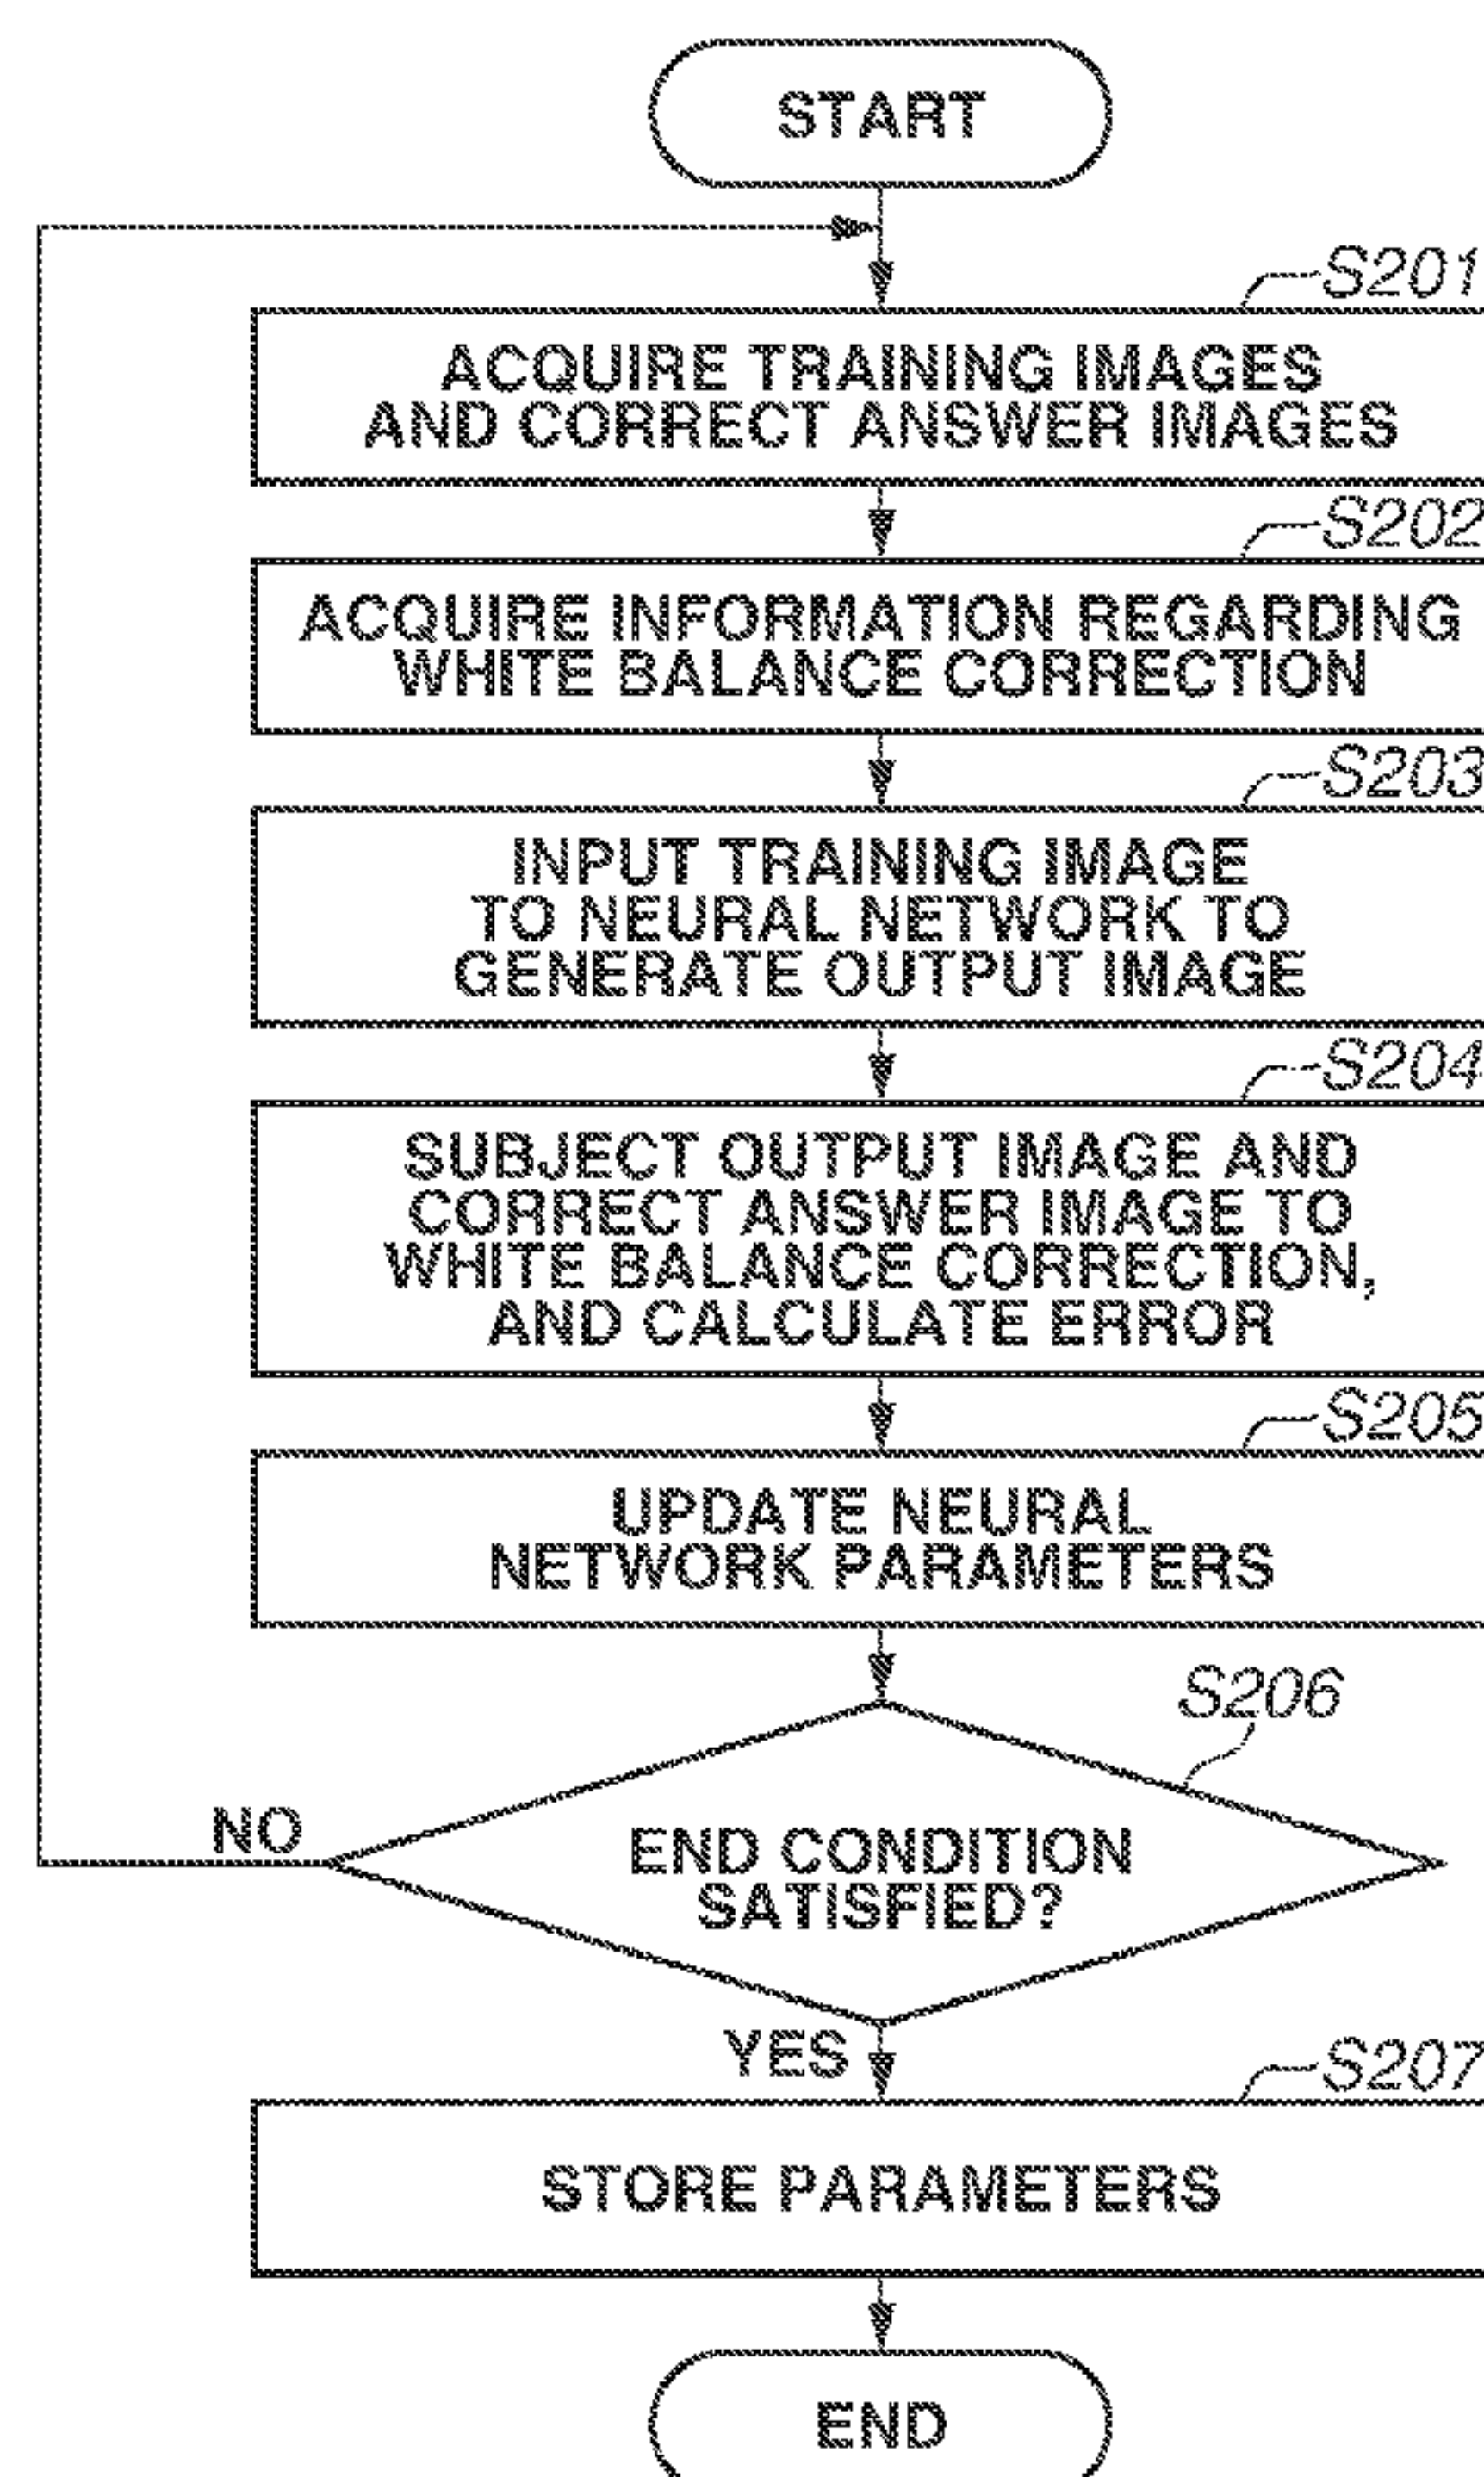 START
S201
ACQUIRE TRAINING IMAGES
AND CORRECT ANSWER IMAGES
S202
ACQUIRE INFORMATION REGARDING
WHITE BALANCE CORRECTION
S203
INPUT TRAINING IMAGE
TO NEURAL NETWORK TO
GENERATE OUTPUT IMAGE
S204
SUBJECT OUTPUT IMAGE AND
CORRECT ANSWER IMAGE TO
WHITE BALANCE CORRECTION,
AND CALCULATE ERROR
S205
UPDATE NEURAL
NETWORK PARAMETERS
S206
NO
END CONDITION
SATISFIED?
YES
S207
STORE PARAMETERS
END